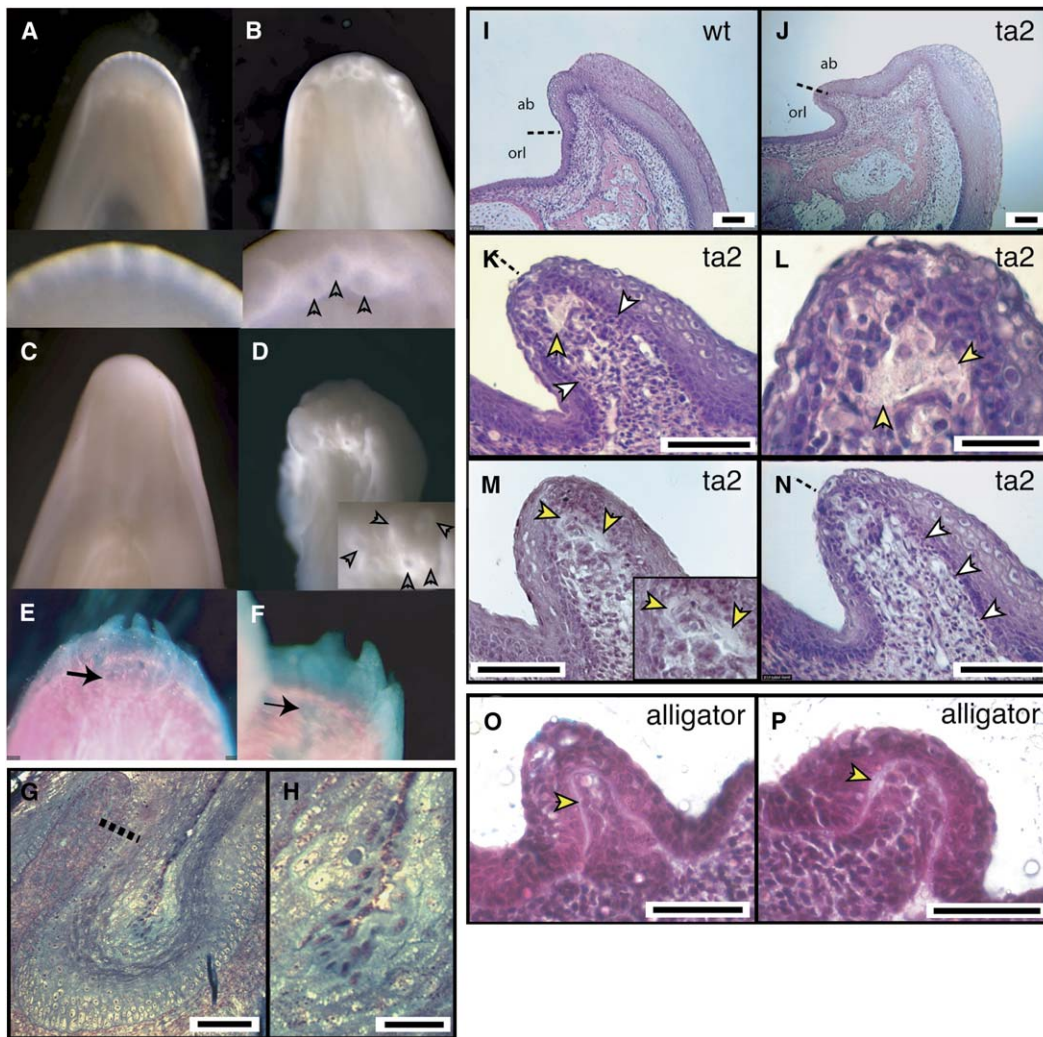 A
B
C
D
E
F
G
H
I wt
ab
orl
J ta2
ab
orl
K ta2
L ta2
M ta2
N ta2
O alligator
P alligator